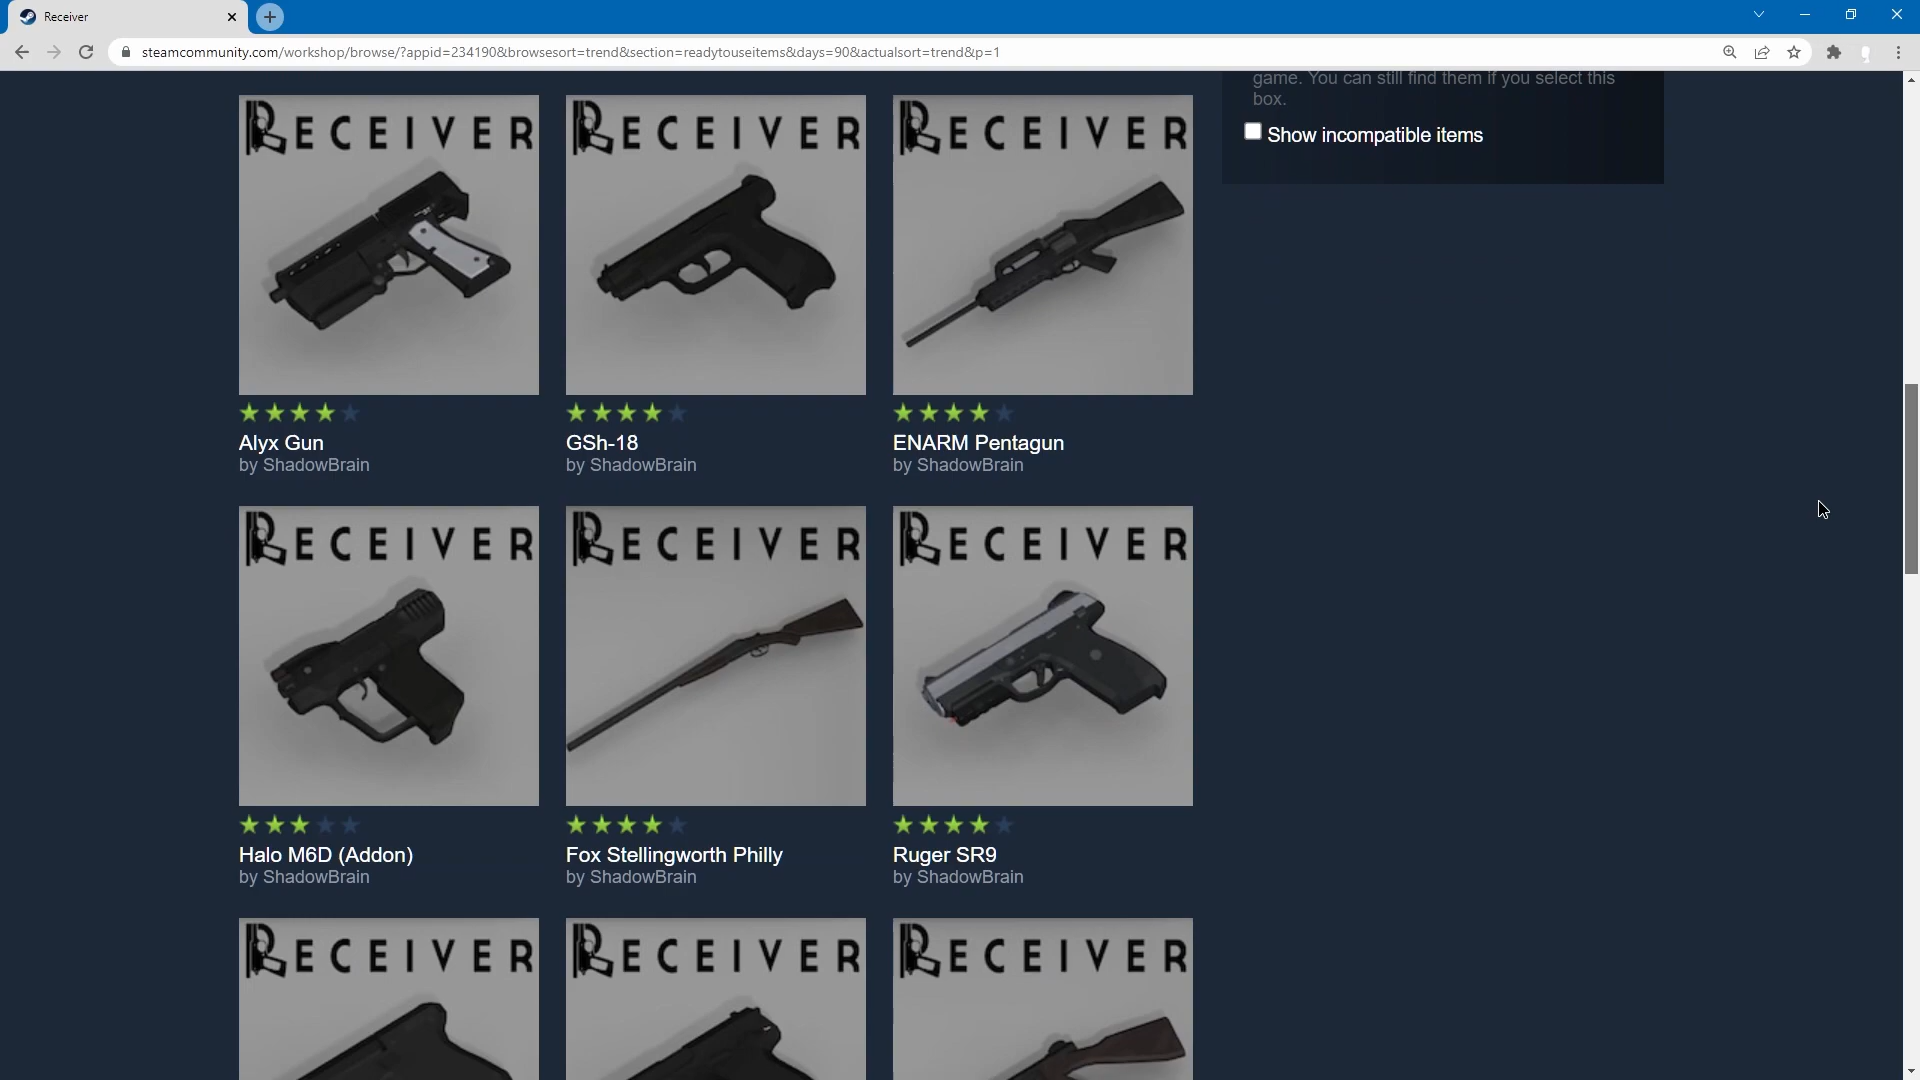 Receiver
steamcommunity.com/workshop/browse/?appid=234190&browsesort=trend&section=readytouseitems&days=90&actualsort=trend&p=1
game. You can still find them if you select this
box.
Show incompatible items
RECEIVER
RECEIVER
RECEIVER
Alyx Gun
by ShadowBrain
GSh-18
by ShadowBrain
ENARM Pentagun
by ShadowBrain
RECEIVER
RECEIVER
RECEIVER
Halo M6D (Addon)
by ShadowBrain
Fox Stellingworth Philly
by ShadowBrain
Ruger SR9
by ShadowBrain
RECEIVER
RECEIVER
RECEIVER